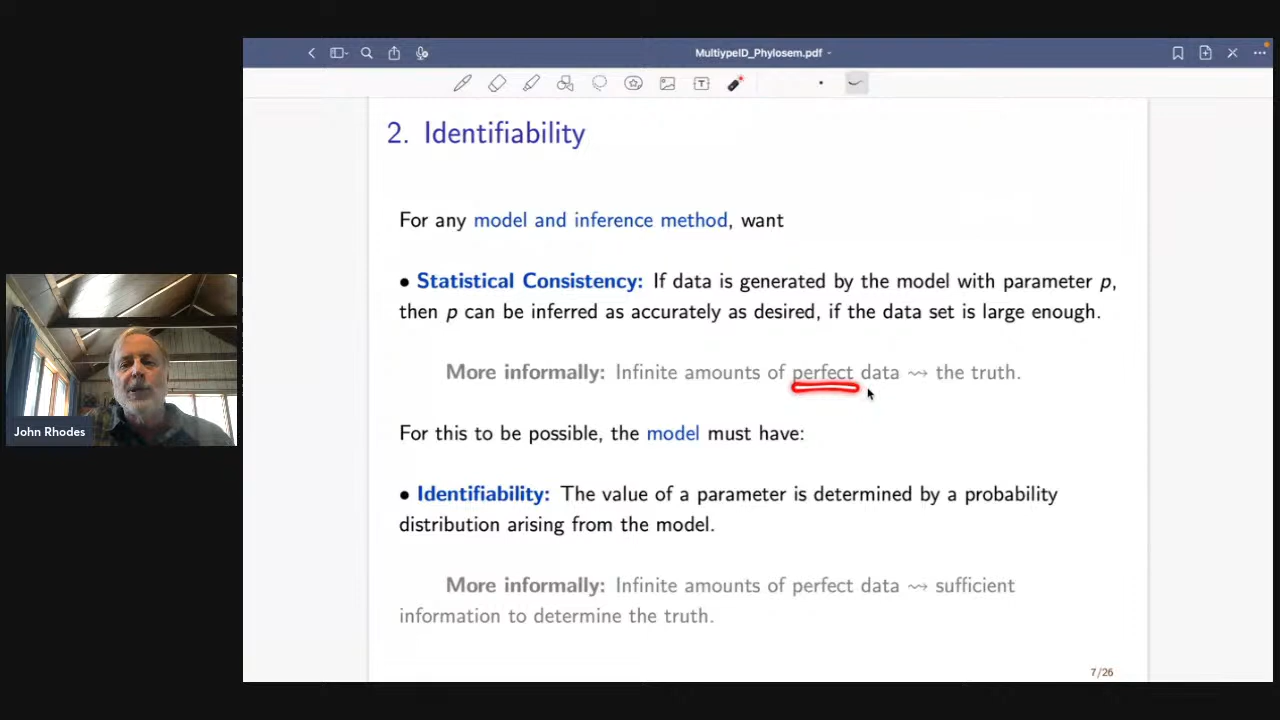 MultiypeID_Phylosem.pdf
2. Identifiability
For any model and inference method, want
• Statistical Consistency: If data is generated by the model with parameter p,
then p can be inferred as accurately as desired, if the data set is large enough.
More informally: Infinite amounts of perfect data ⇝ the truth.
John Rhodes
For this to be possible, the model must have:
• Identifiability: The value of a parameter is determined by a probability
distribution arising from the model.
More informally: Infinite amounts of perfect data ⇝ sufficient
information to determine the truth.
7/26